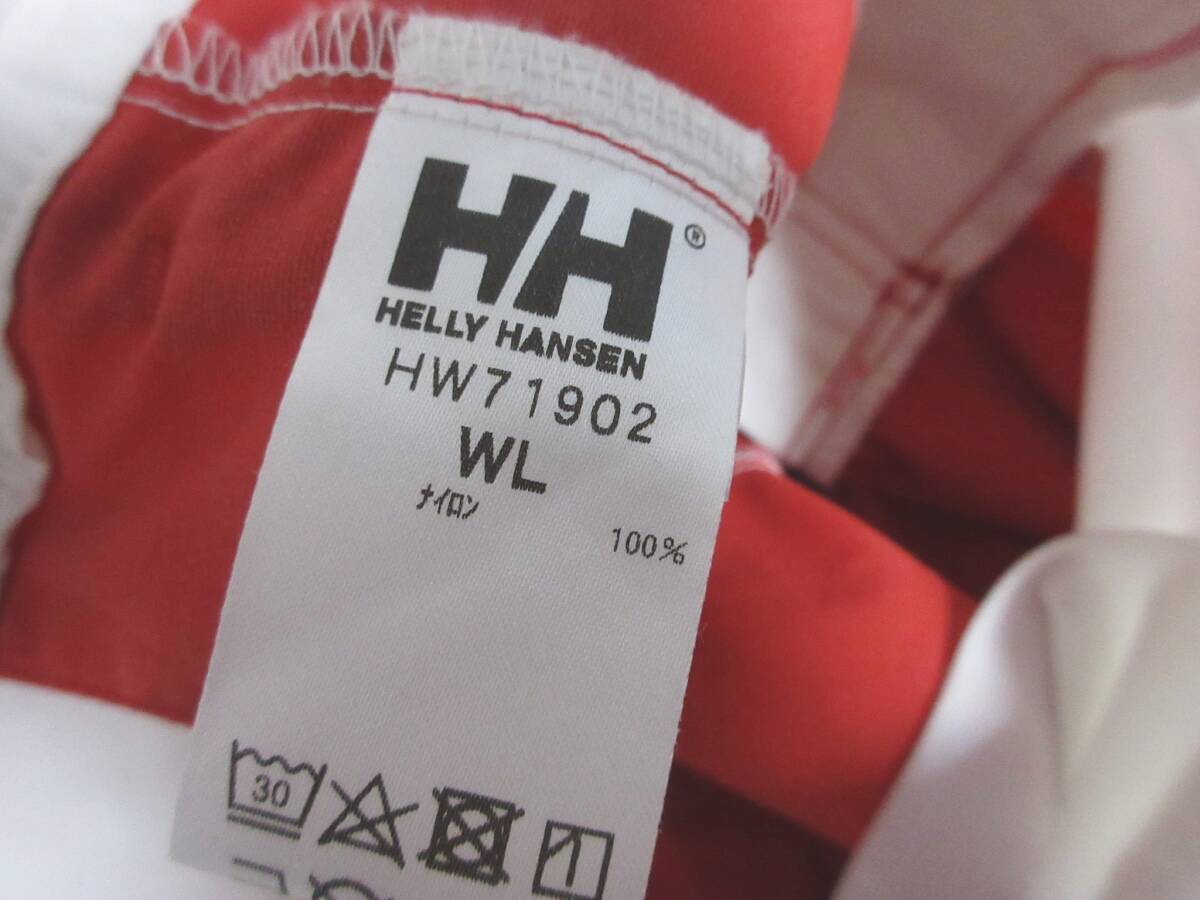 HH®
HELLY HANSEN
HW71902
WL
ナイロン 100%
30